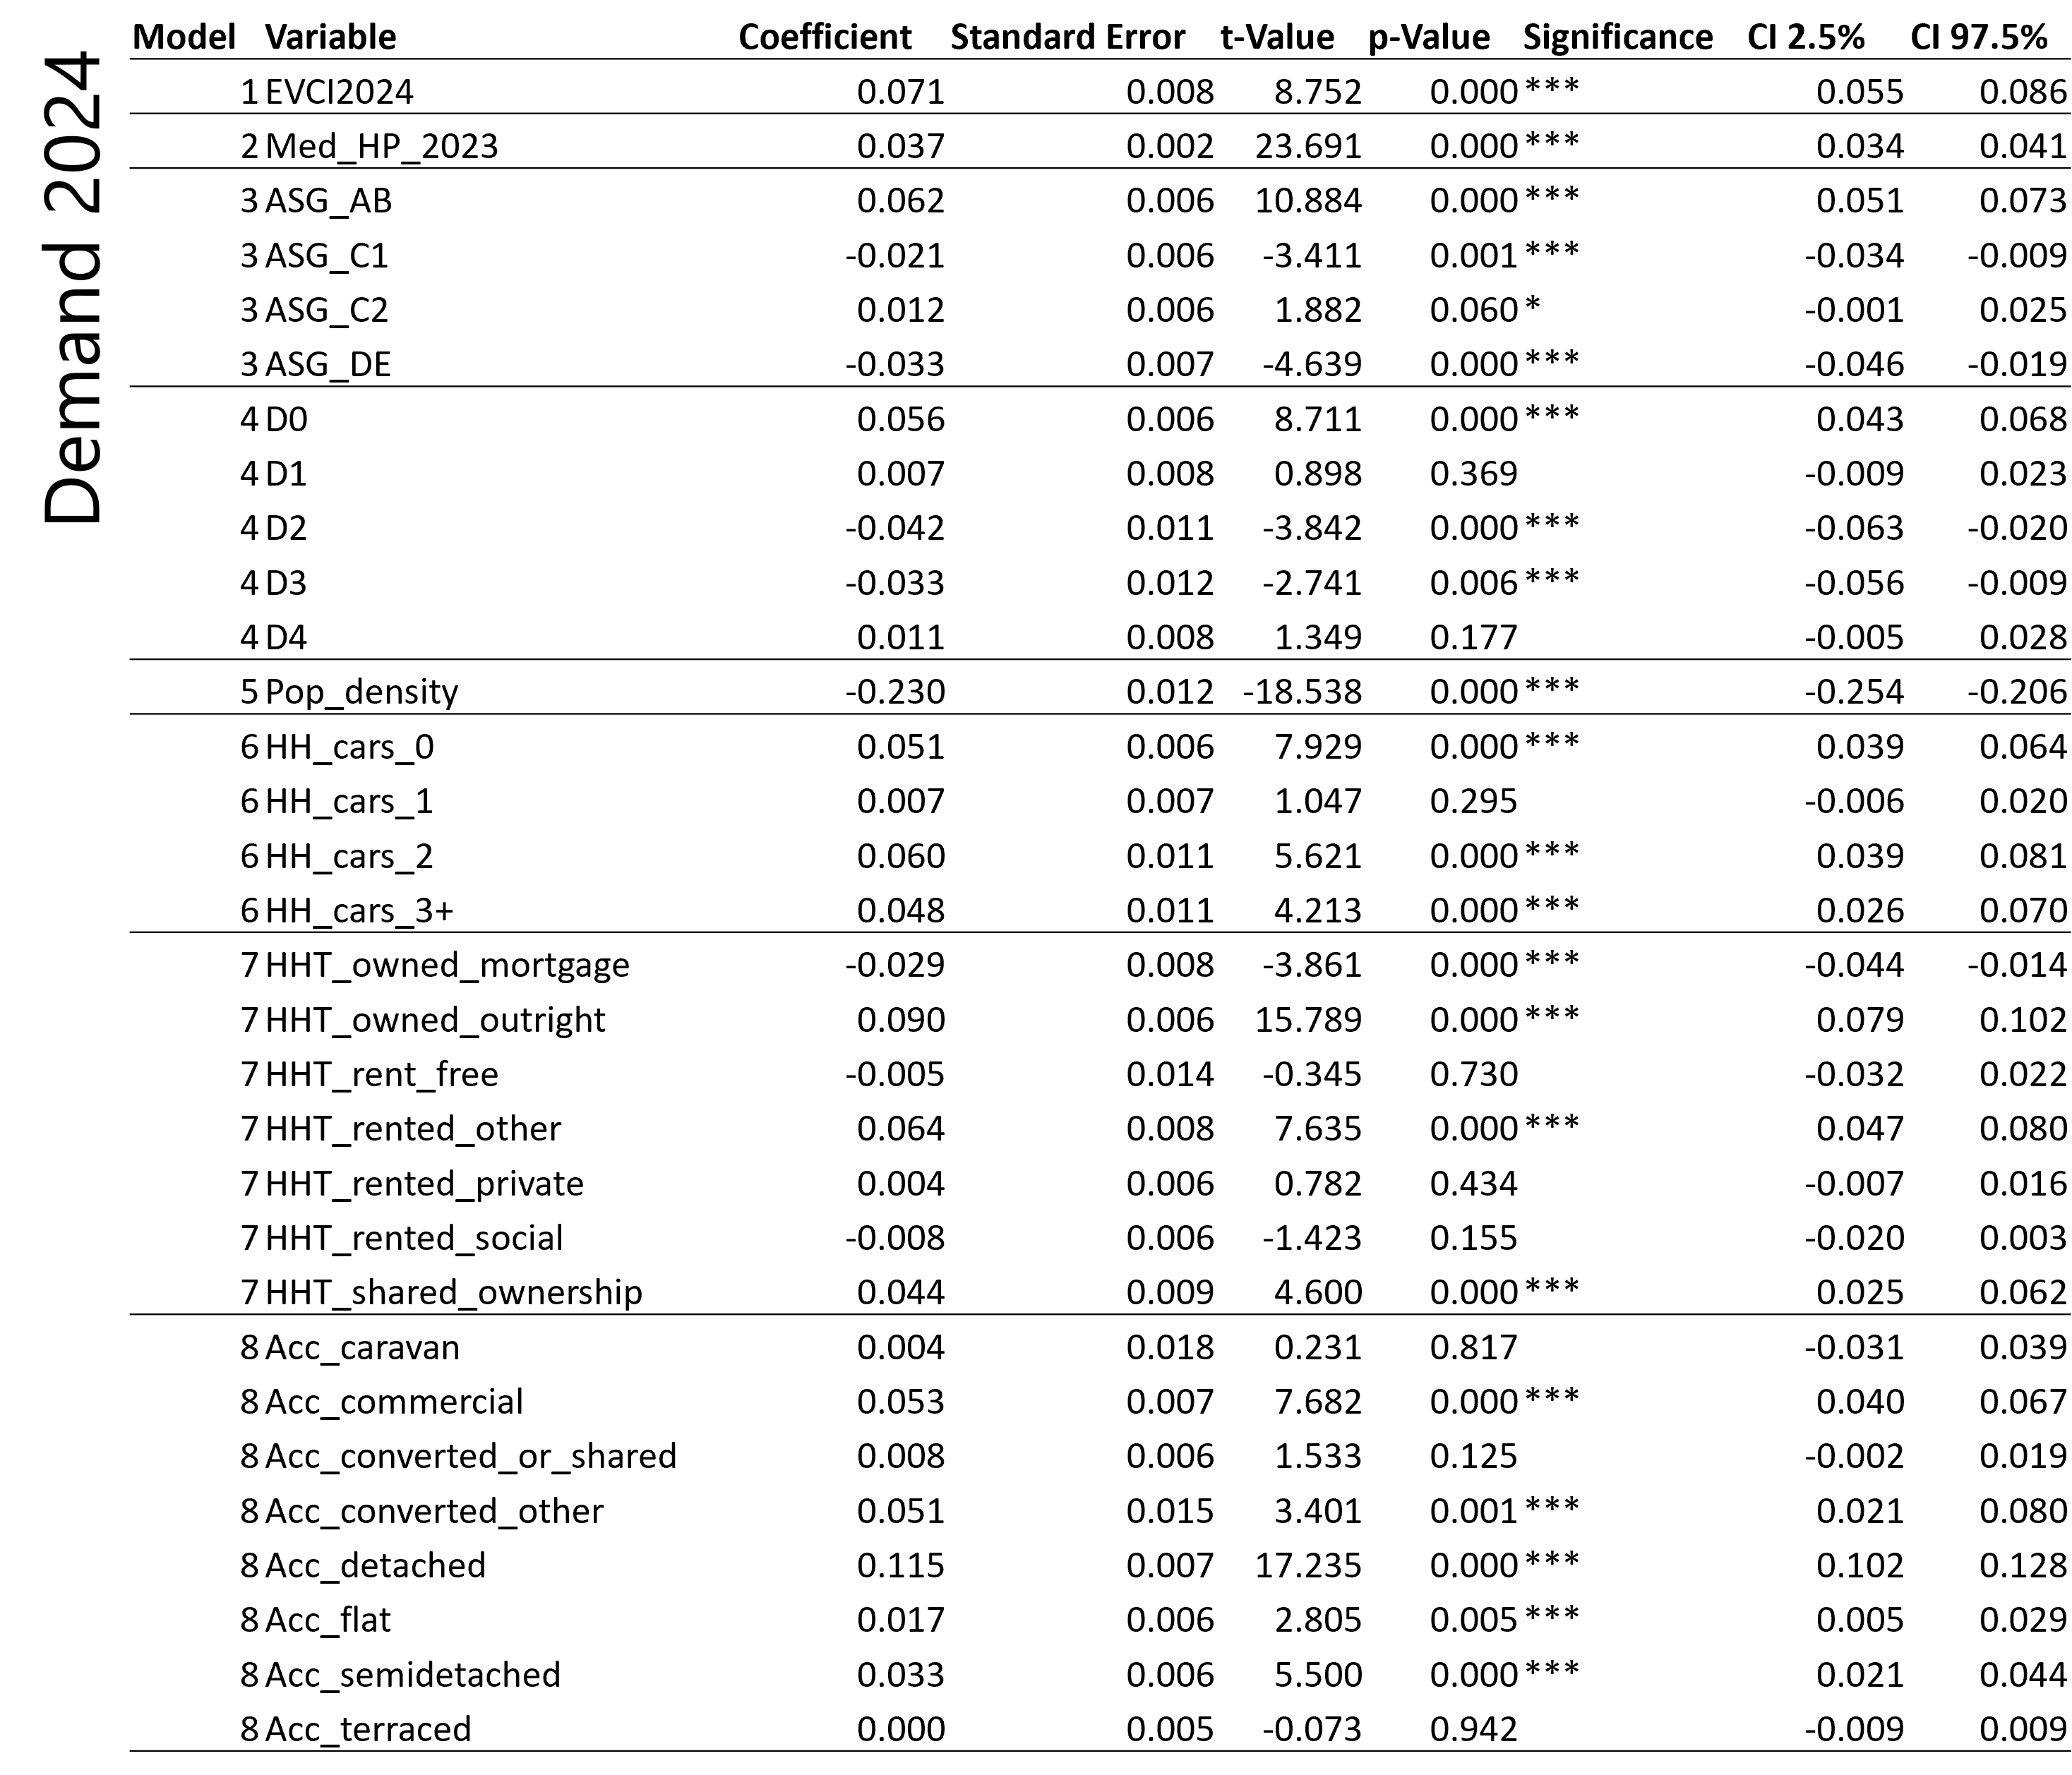 Demand 2024
Model Variable Coefficient Standard Error t-Value p-Value Significance CI 2.5% CI 97.5%
1 EVCI2024 0.071 0.008 8.752 0.000 *** 0.055 0.086
2 Med_HP_2023 0.037 0.002 23.691 0.000 *** 0.034 0.041
3 ASG_AB 0.062 0.006 10.884 0.000 *** 0.051 0.073
3 ASG_C1 -0.021 0.006 -3.411 0.001 *** -0.034 -0.009
3 ASG_C2 0.012 0.006 1.882 0.060 * -0.001 0.025
3 ASG_DE -0.033 0.007 -4.639 0.000 *** -0.046 -0.019
4 D0 0.056 0.006 8.711 0.000 *** 0.043 0.068
4 D1 0.007 0.008 0.898 0.369 -0.009 0.023
4 D2 -0.042 0.011 -3.842 0.000 *** -0.063 -0.020
4 D3 -0.033 0.012 -2.741 0.006 *** -0.056 -0.009
4 D4 0.011 0.008 1.349 0.177 -0.005 0.028
5 Pop_density -0.230 0.012 -18.538 0.000 *** -0.254 -0.206
6 HH_cars_0 0.051 0.006 7.929 0.000 *** 0.039 0.064
6 HH_cars_1 0.007 0.007 1.047 0.295 -0.006 0.020
6 HH_cars_2 0.060 0.011 5.621 0.000 *** 0.039 0.081
6 HH_cars_3+ 0.048 0.011 4.213 0.000 *** 0.026 0.070
7 HHT_owned_mortgage -0.029 0.008 -3.861 0.000 *** -0.044 -0.014
7 HHT_owned_outright 0.090 0.006 15.789 0.000 *** 0.079 0.102
7 HHT_rent_free -0.005 0.014 -0.345 0.730 -0.032 0.022
7 HHT_rented_other 0.064 0.008 7.635 0.000 *** 0.047 0.080
7 HHT_rented_private 0.004 0.006 0.782 0.434 -0.007 0.016
7 HHT_rented_social -0.008 0.006 -1.423 0.155 -0.020 0.003
7 HHT_shared_ownership 0.044 0.009 4.600 0.000 *** 0.025 0.062
8 Acc_caravan 0.004 0.018 0.231 0.817 -0.031 0.039
8 Acc_commercial 0.053 0.007 7.682 0.000 *** 0.040 0.067
8 Acc_converted_or_shared 0.008 0.006 1.533 0.125 -0.002 0.019
8 Acc_converted_other 0.051 0.015 3.401 0.001 *** 0.021 0.080
8 Acc_detached 0.115 0.007 17.235 0.000 *** 0.102 0.128
8 Acc_flat 0.017 0.006 2.805 0.005 *** 0.005 0.029
8 Acc_semidetached 0.033 0.006 5.500 0.000 *** 0.021 0.044
8 Acc_terraced 0.000 0.005 -0.073 0.942 -0.009 0.009